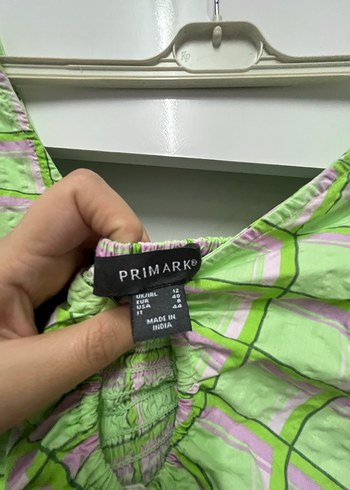 PRIMARK®
UK/IRL 12
EUR 40
USA 8
IT 44
MADE IN
INDIA